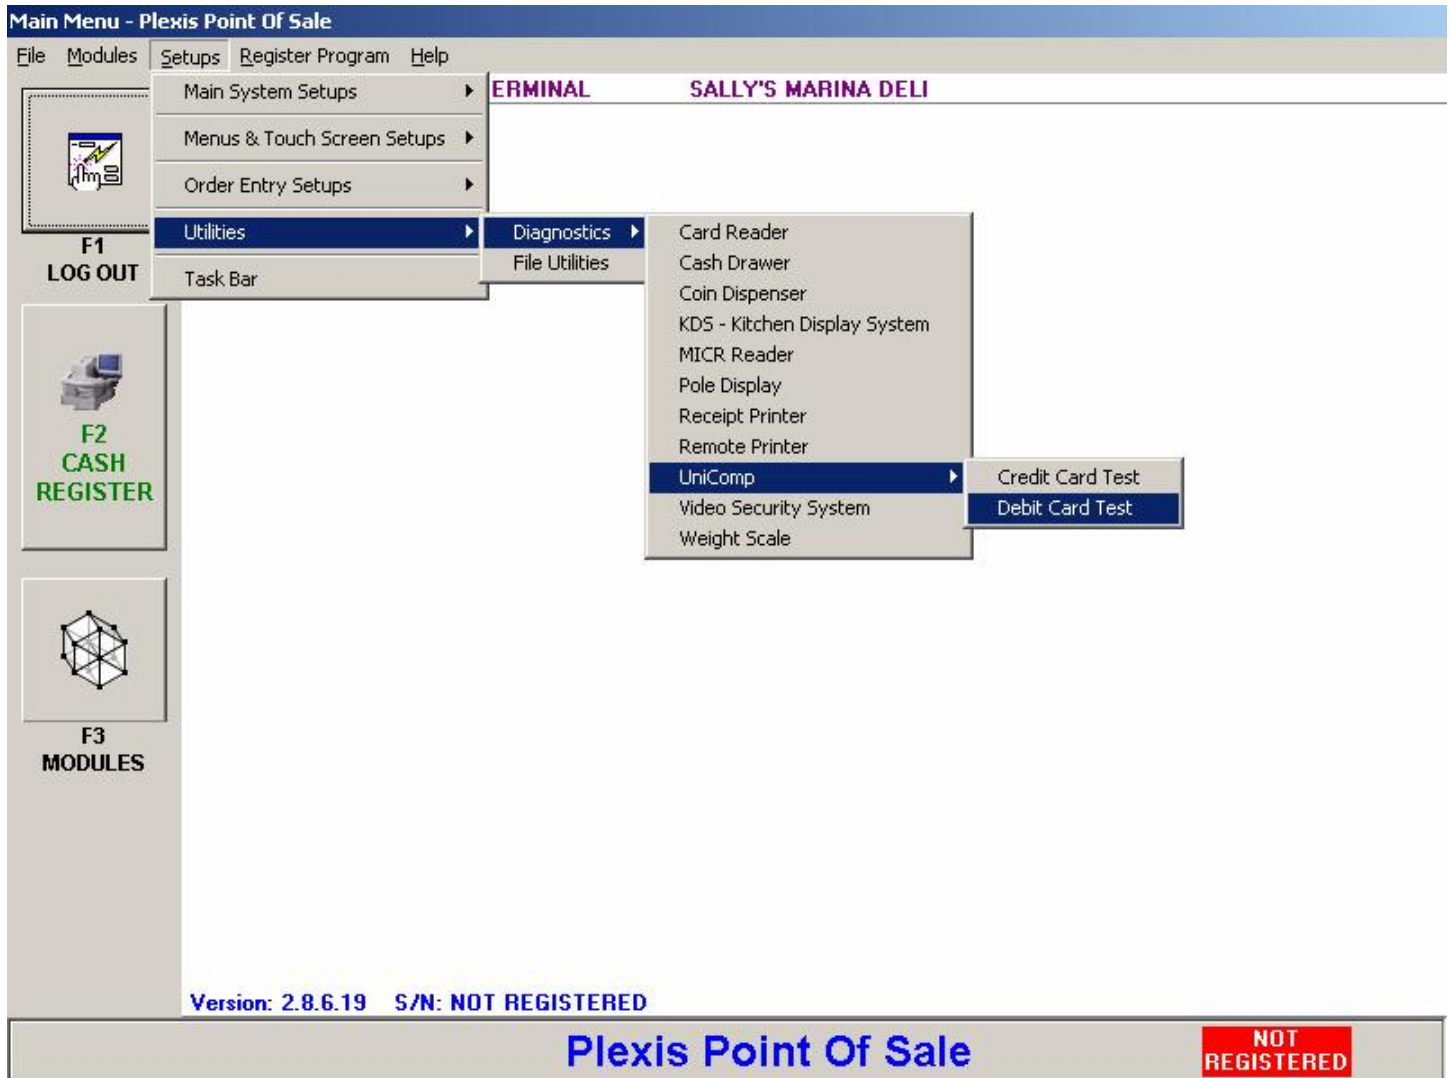 Main Menu - Plexis Point Of Sale
File Modules Setups Register Program Help
ERMINAL SALLY'S MARINA DELI
Main System Setups
Menus & Touch Screen Setups
Order Entry Setups
Utilities
Task Bar
Diagnostics
File Utilities
Card Reader
Cash Drawer
Coin Dispenser
KDS - Kitchen Display System
MICR Reader
Pole Display
Receipt Printer
Remote Printer
UniComp
Video Security System
Weight Scale
Credit Card Test
Debit Card Test
F1
LOG OUT
F2
CASH
REGISTER
F3
MODULES
Version: 2.8.6.19 S/N: NOT REGISTERED
Plexis Point Of Sale
NOT
REGISTERED